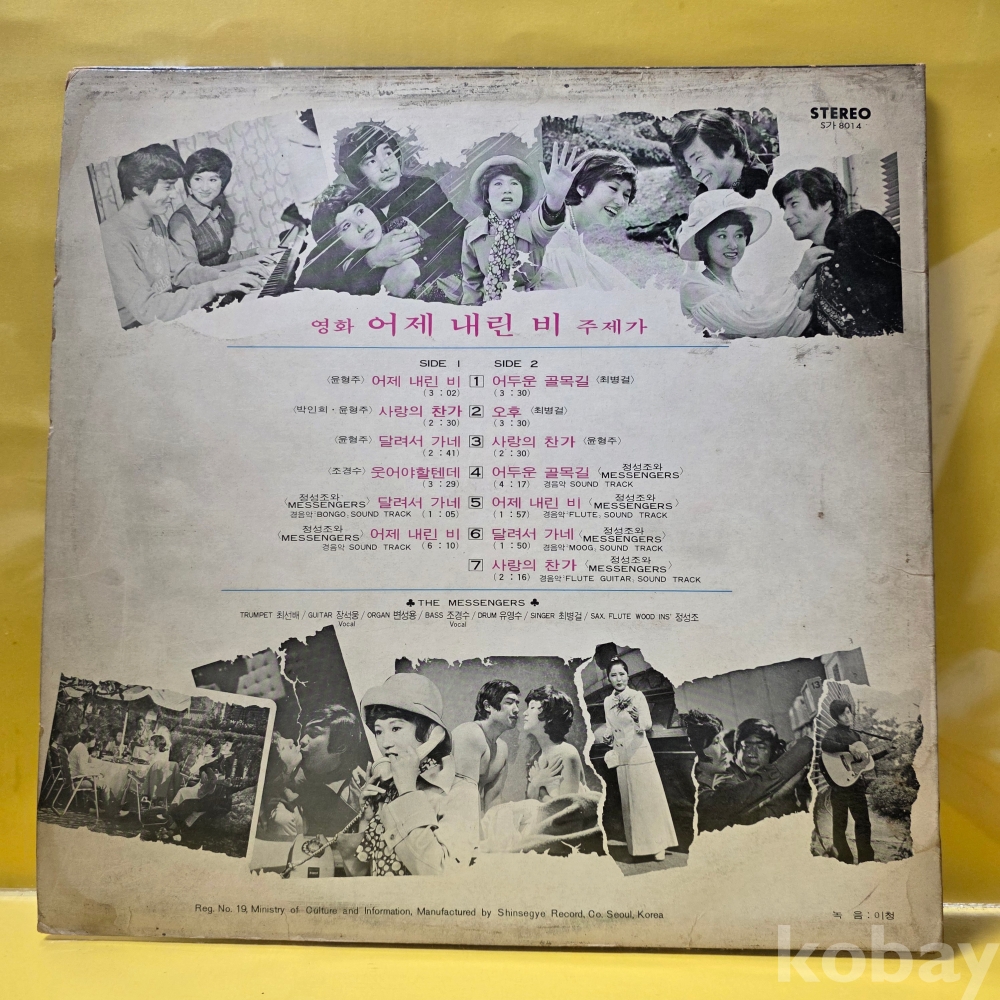 STEREO
S가 8014
영화 어제 내린 비 주제가
SIDE 1 SIDE 2
〈윤형주〉 어제 내린 비 1 어두운 골목길 〈최병걸〉
(3 : 02) (3 : 30)
〈박인희·윤형주〉 사랑의 찬가 2 오후 〈최병걸〉
(2 : 30) (3 : 30)
〈윤형주〉 달려서 가네 3 사랑의 찬가 〈윤형주〉
(2 : 41) (2 : 30)
〈조경수〉 웃어야할텐데 4 어두운 골목길 〈정성조와 MESSENGERS〉
(3 : 29) (4 : 17) 경음악 SOUND TRACK
〈정성조와 MESSENGERS〉 달려서 가네 5 어제 내린 비 〈정성조와 MESSENGERS〉
경음악「BONGO」SOUND TRACK (1 : 05) (1 : 57) 경음악「FLUTE」SOUND TRACK
〈정성조와 MESSENGERS〉 어제 내린 비 6 달려서 가네 〈정성조와 MESSENGERS〉
경음악 SOUND TRACK (6 : 10) (1 : 50) 경음악「MOOG」SOUND TRACK
7 사랑의 찬가 〈정성조와 MESSENGERS〉
(2 : 16) 경음악「FLUTE GUITAR」SOUND TRACK
♣ THE MESSENGERS ♣
TRUMPET 최선배 / GUITAR 장석웅 / ORGAN 변성용 / BASS 조경수 / DRUM 유영수 / SINGER 최병걸 / SAX, FLUTE WOOD INS' 정성조
Vocal Vocal
Reg. No. 19, Ministry of Culture and Information, Manufactured by Shinsegye Record, Co. Seoul, Korea
녹 음 : 이청
kobay